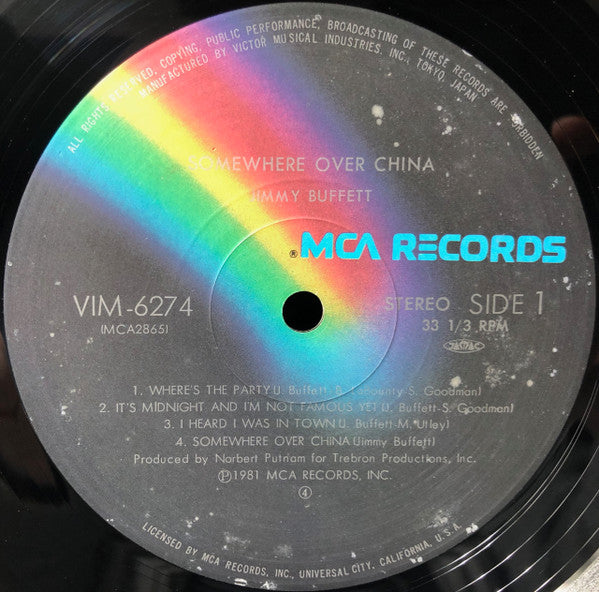 ALL RIGHTS RESERVED. COPYING, PUBLIC PERFORMANCE, BROADCASTING OF THESE RECORDS ARE FORBIDDEN
MANUFACTURED BY VICTOR MUSICAL INDUSTRIES, INC., TOKYO, JAPAN
SOMEWHERE OVER CHINA
JIMMY BUFFETT
® MCA RECORDS
VIM-6274
(MCA28651)
STEREO SIDE 1
33 1/3 RPM
1. WHERE'S THE PARTY (J. Buffett-B. Labounty-S. Goodman)
2. IT'S MIDNIGHT AND I'M NOT FAMOUS YET (J. Buffett-S. Goodman)
3. I HEARD I WAS IN TOWN (J. Buffett-M. Utley)
4. SOMEWHERE OVER CHINA (Jimmy Buffett)
Produced by Norbert Putnam for Trebron Productions, Inc.
Ⓟ1981 MCA RECORDS, INC.
④
LICENSED BY MCA RECORDS, INC., UNIVERSAL CITY, CALIFORNIA, U.S.A.